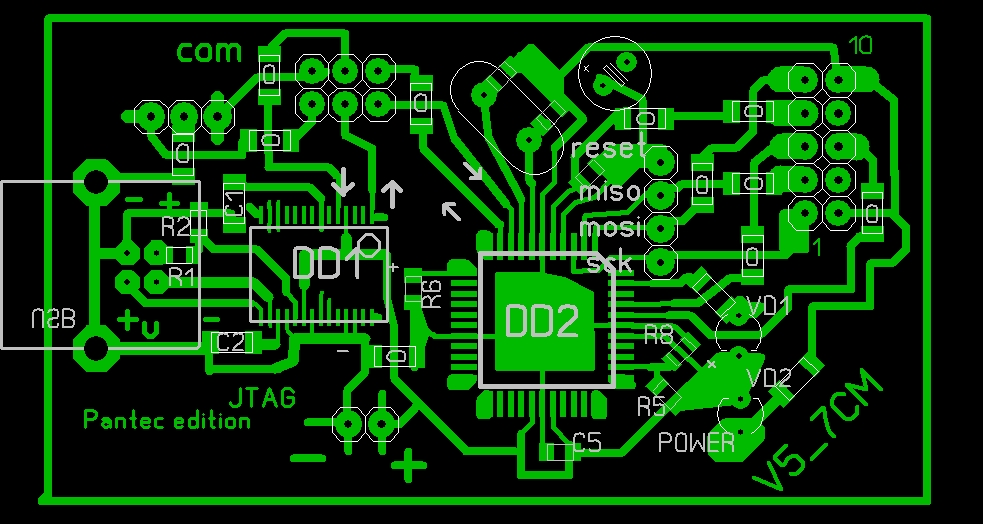 com
10
reset
miso
mosi
sck
1
C1
R2
R1
DD1
R6
DD2
USB
VD1
R8
C2
VD2
R5
JTAG
Pantec edition
POWER
C5
V5_7CM